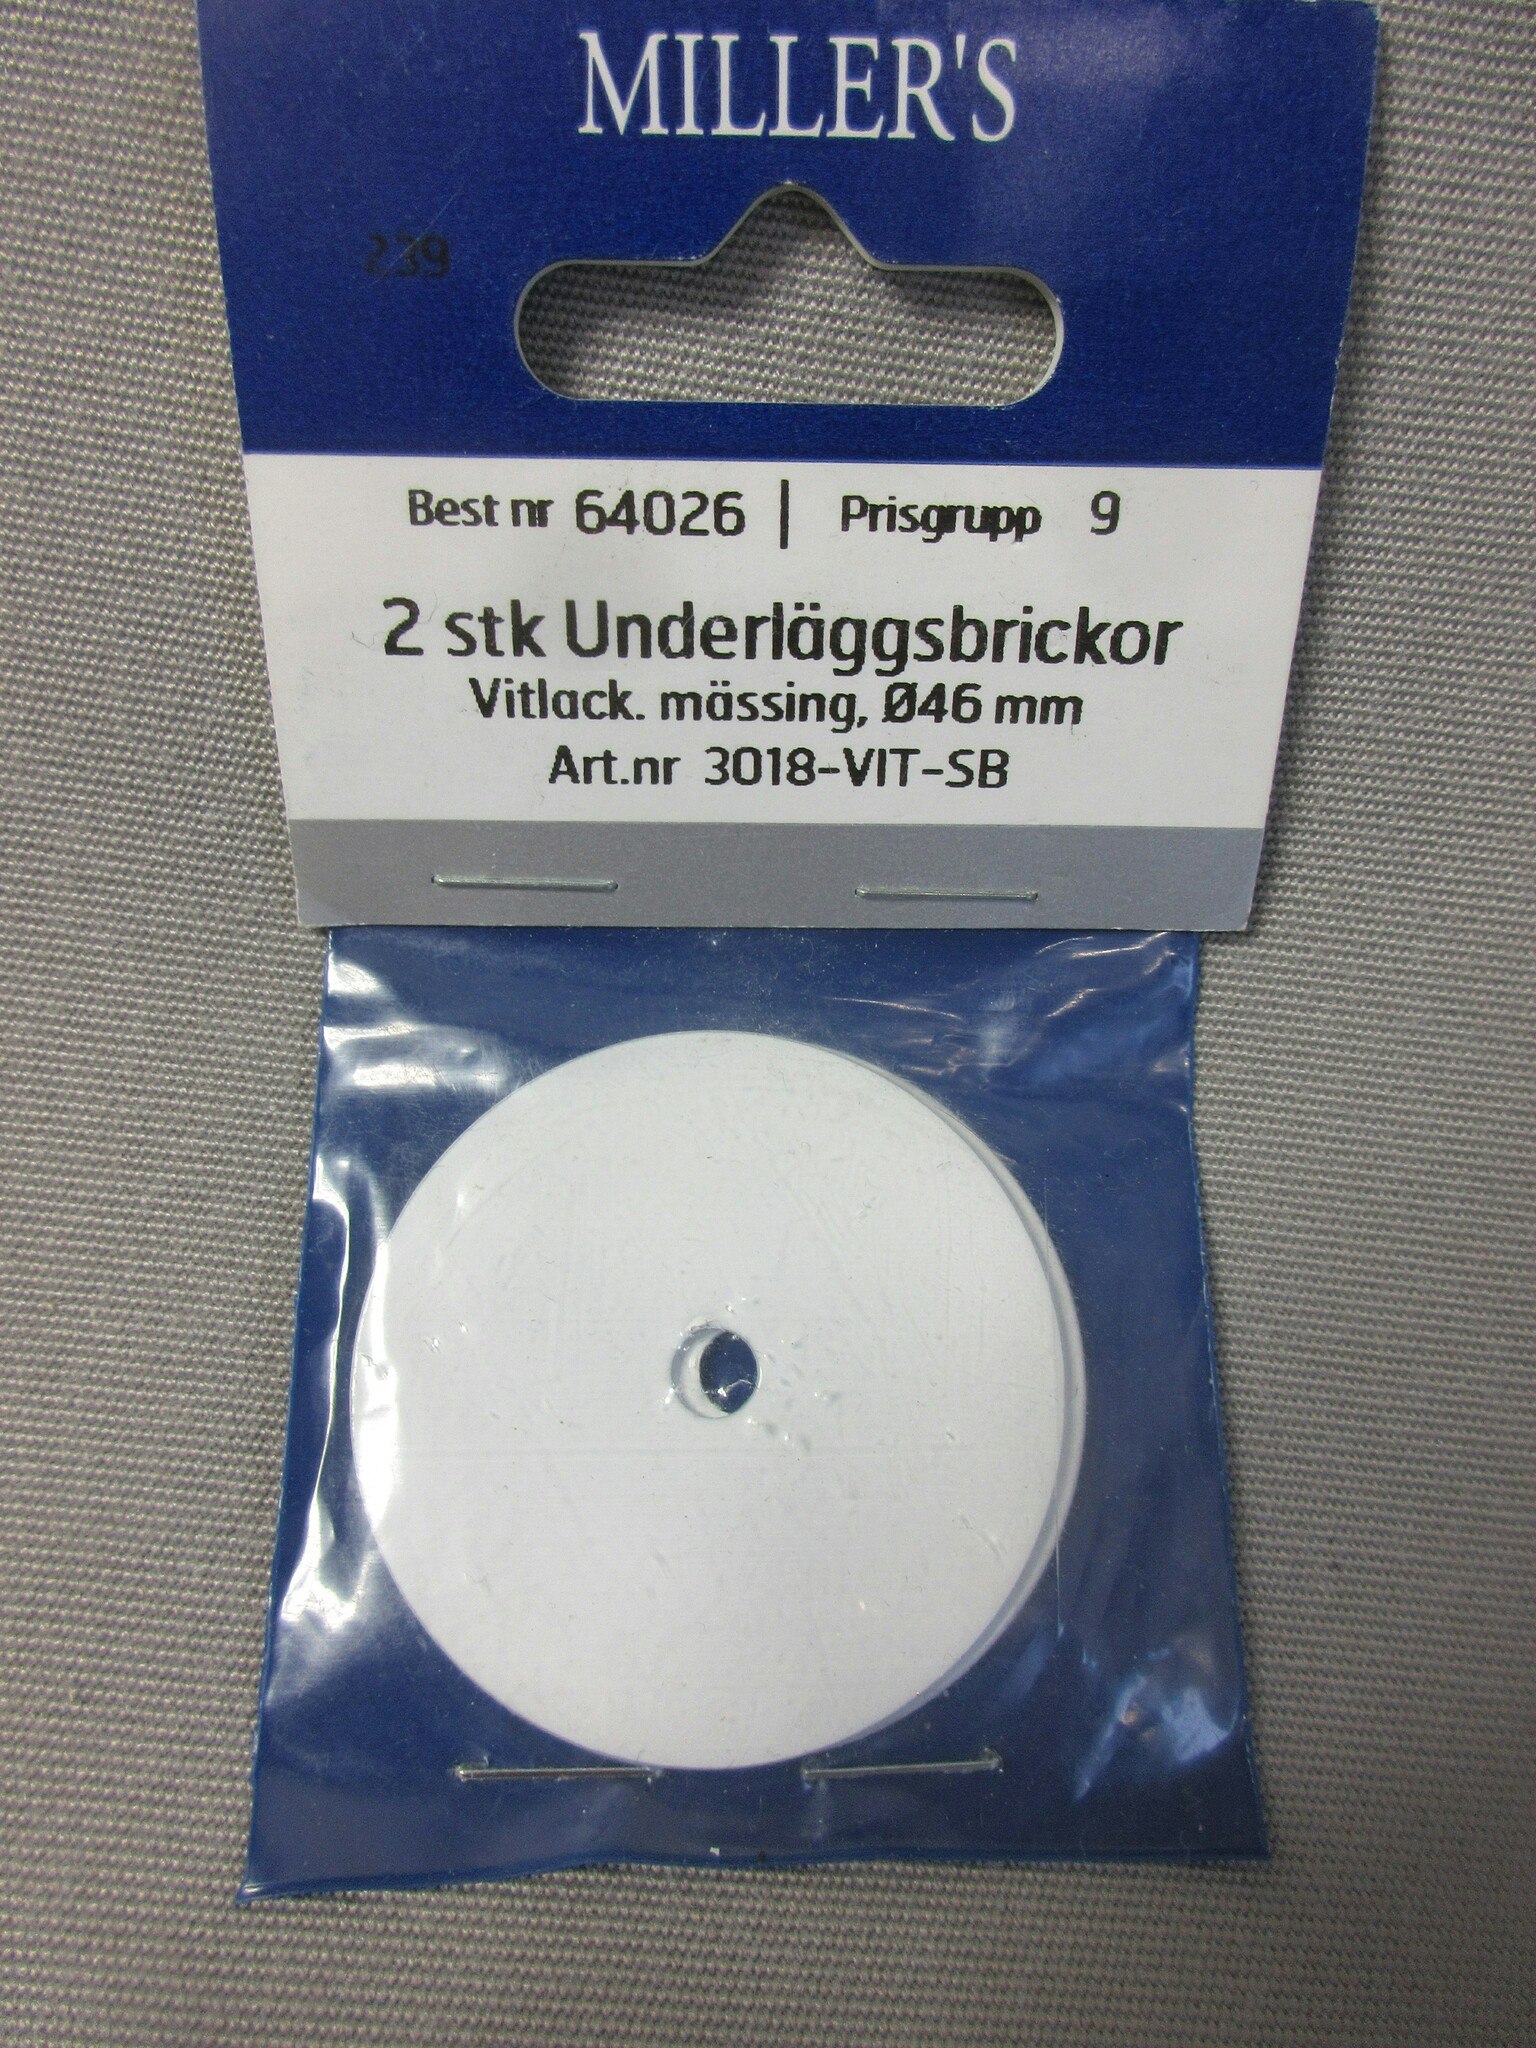 MILLER'S
239
Best nr 64026 | Prisgrupp 9
2 stk Underläggsbrickor
Vitlack. mässing, Ø46 mm
Art.nr 3018-VIT-SB